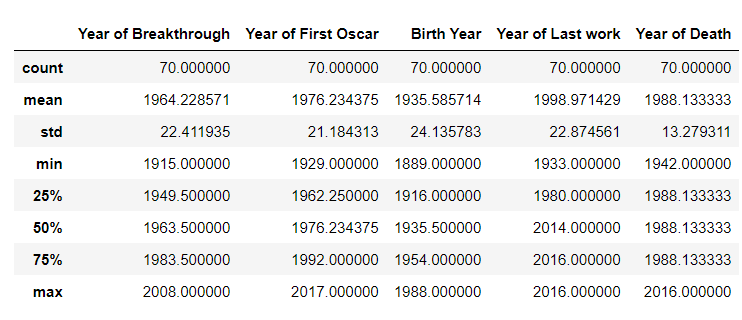 Year of Breakthrough Year of First Oscar Birth Year Year of Last work Year of Death
count 70.000000 70.000000 70.000000 70.000000 70.000000
mean 1964.228571 1976.234375 1935.585714 1998.971429 1988.133333
std 22.411935 21.184313 24.135783 22.874561 13.279311
min 1915.000000 1929.000000 1889.000000 1933.000000 1942.000000
25% 1949.500000 1962.250000 1916.000000 1980.000000 1988.133333
50% 1963.500000 1976.234375 1935.500000 2014.000000 1988.133333
75% 1983.500000 1992.000000 1954.000000 2016.000000 1988.133333
max 2008.000000 2017.000000 1988.000000 2016.000000 2016.000000